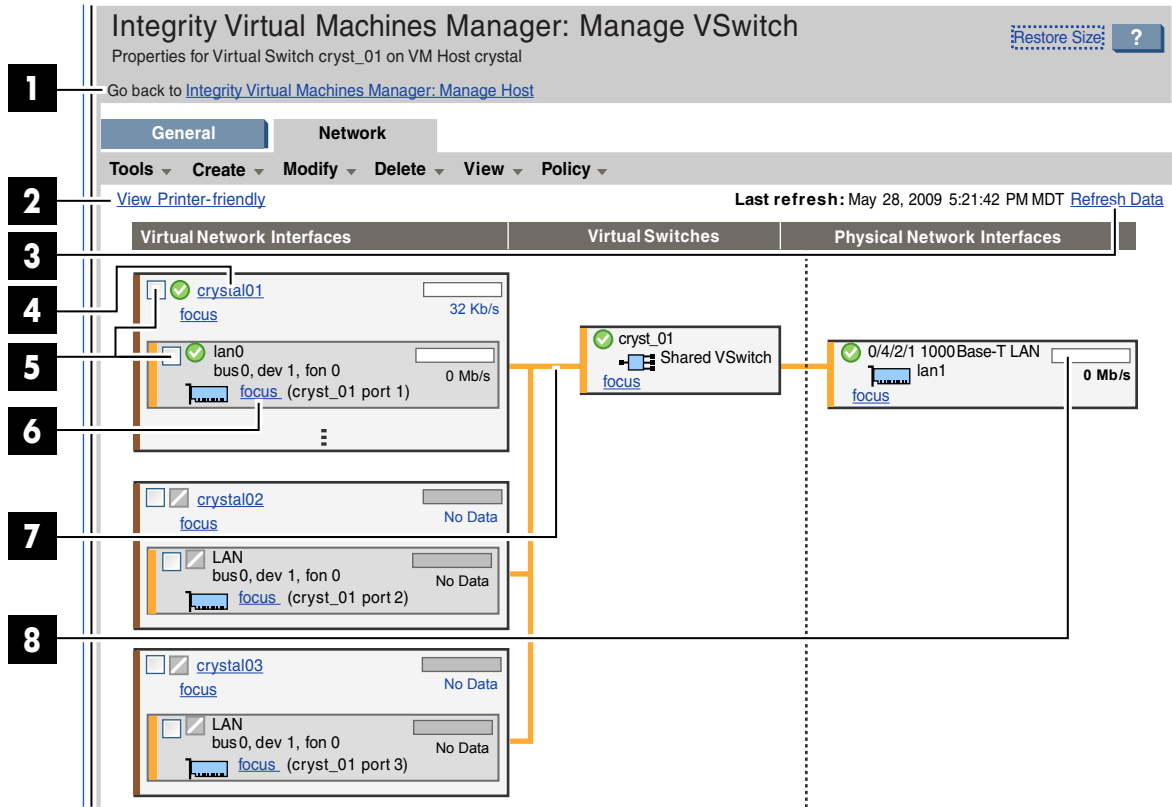 Integrity Virtual Machines Manager: Manage VSwitch
Restore Size
?
Properties for Virtual Switch cryst_01 on VM Host crystal
1
Go back to Integrity Virtual Machines Manager: Manage Host
General
Network
Tools Create Modify Delete View Policy
2
View Printer-friendly
Last refresh: May 28, 2009 5:21:42 PM MDT Refresh Data
Virtual Network Interfaces
Virtual Switches
Physical Network Interfaces
3
4
crystal01
focus
32 Kb/s
5
lan0
bus0, dev 1, fon 0
0 Mb/s
focus (cryst_01 port 1)
6
cryst_01
Shared VSwitch
focus
0/4/2/1 1000Base-T LAN
lan1
0 Mb/s
focus
crystal02
focus
No Data
7
LAN
bus0, dev 1, fon 0
No Data
focus (cryst_01 port 2)
8
crystal03
focus
No Data
LAN
bus0, dev 1, fon 0
No Data
focus (cryst_01 port 3)